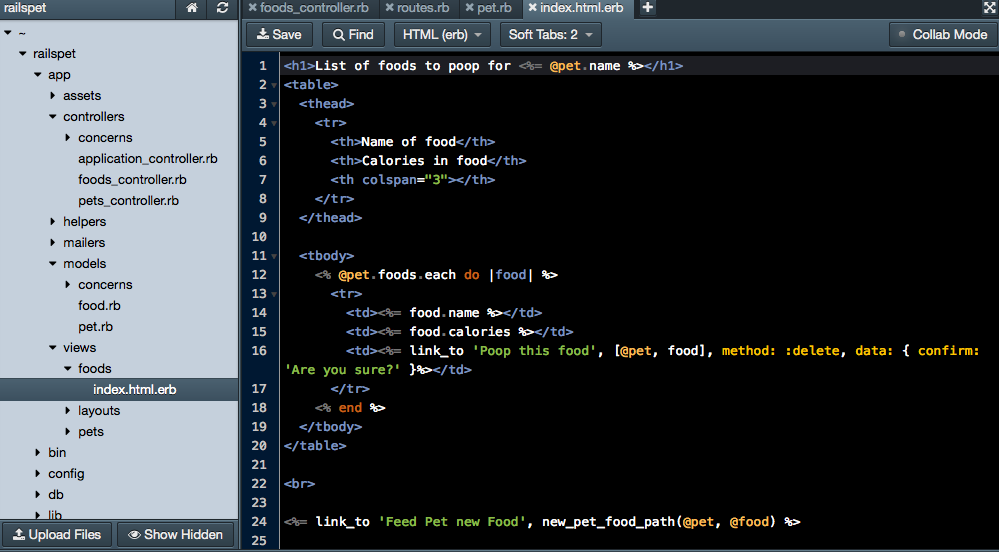 railspet
foods_controller.rb routes.rb pet.rb index.html.erb
Save Find HTML (erb) Soft Tabs: 2 Collab Mode
~
railspet
app
assets
controllers
concerns
application_controller.rb
foods_controller.rb
pets_controller.rb
helpers
mailers
models
concerns
food.rb
pet.rb
views
foods
index.html.erb
layouts
pets
bin
config
db
lib
Upload Files Show Hidden
1 <h1>List of foods to poop for <%= @pet.name %></h1>
2 <table>
3   <thead>
4     <tr>
5       <th>Name of food</th>
6       <th>Calories in food</th>
7       <th colspan="3"></th>
8     </tr>
9   </thead>
10
11   <tbody>
12     <% @pet.foods.each do |food| %>
13       <tr>
14         <td><%= food.name %></td>
15         <td><%= food.calories %></td>
16         <td><%= link_to 'Poop this food', [@pet, food], method: :delete, data: { confirm:
'Are you sure?' }%></td>
17       </tr>
18     <% end %>
19   </tbody>
20 </table>
21
22 <br>
23
24 <%= link_to 'Feed Pet new Food', new_pet_food_path(@pet, @food) %>
25